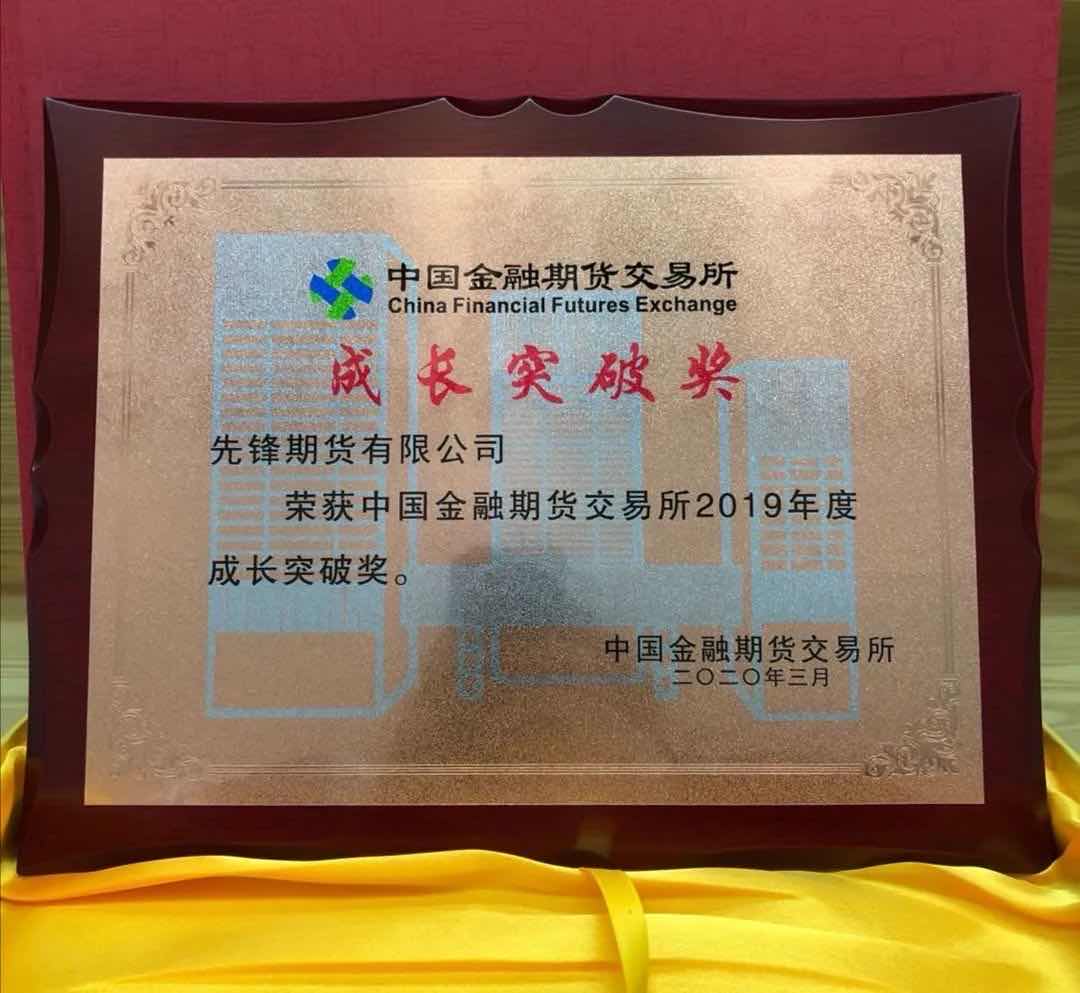 中国金融期货交易所
China Financial Futures Exchange
成长突破奖
先锋期货有限公司
荣获中国金融期货交易所2019年度
成长突破奖。
中国金融期货交易所
二〇二〇年三月